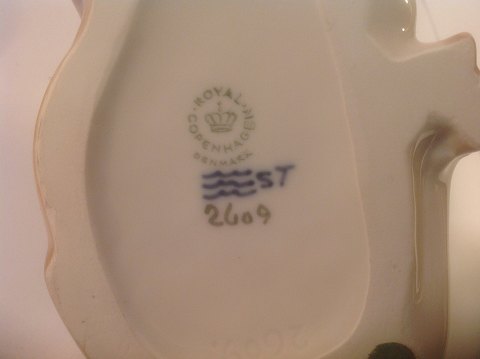 ROYAL
COPENHAGEN
DENMARK
ST
2609